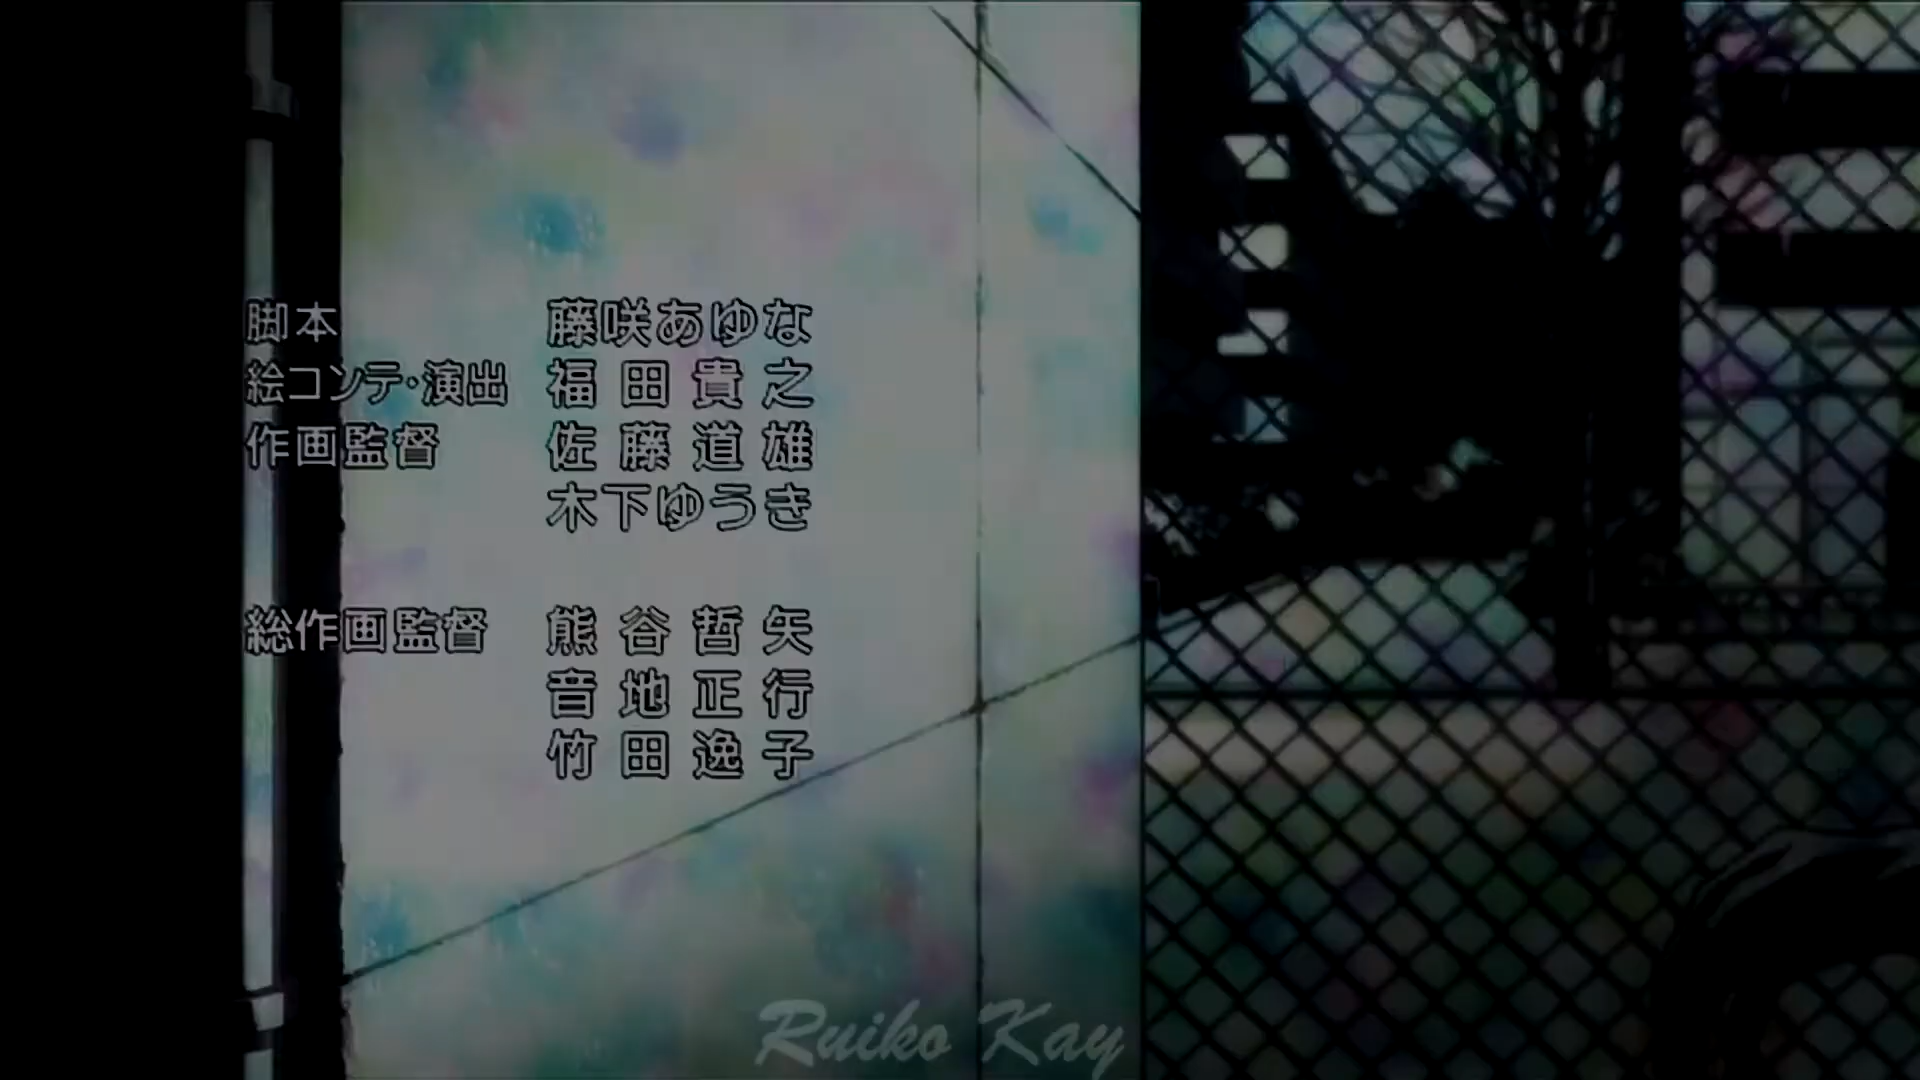 脚本 藤咲あゆな
絵コンテ・演出 福田貴之
作画監督 佐藤道雄
木下ゆうき
総作画監督 熊谷哲矢
音地正行
竹田逸子
Ruiko Kay